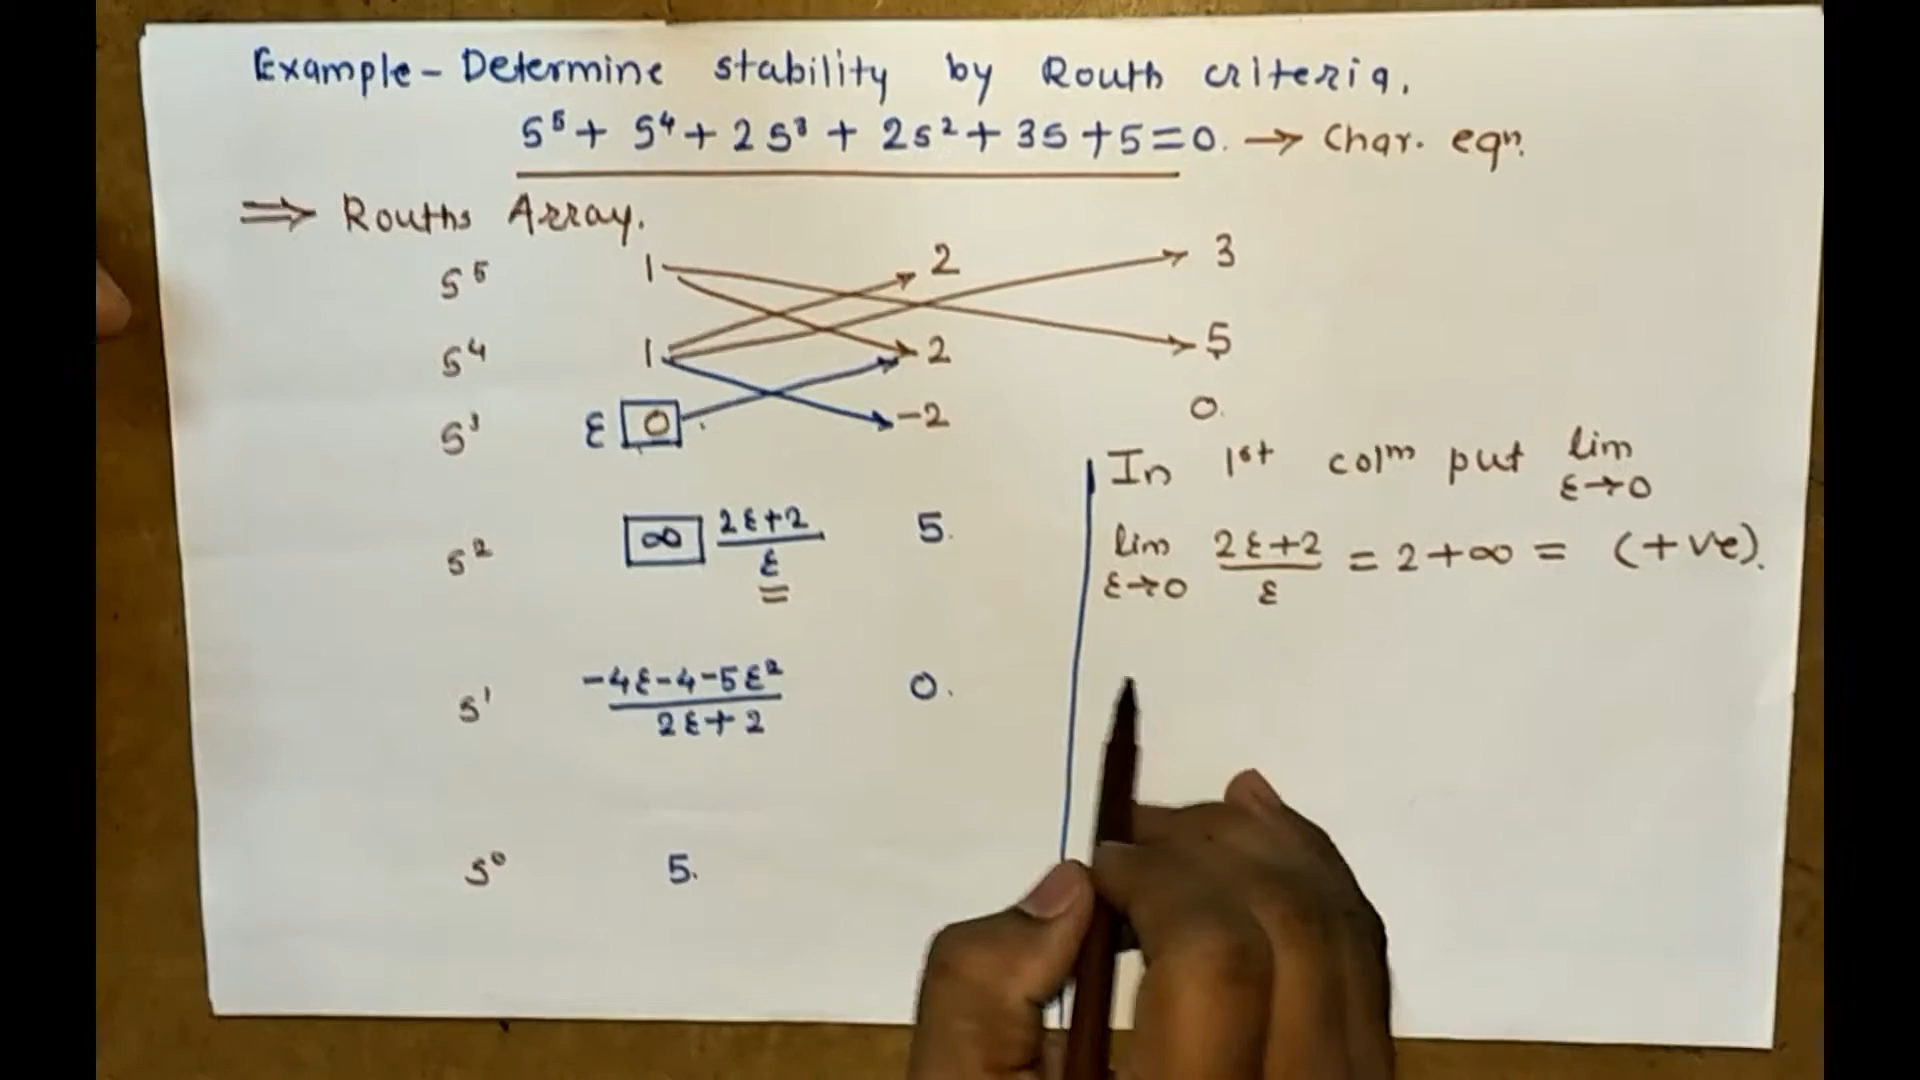 Example - Determine stability by Routh criteria.
S⁵ + S⁴ + 2S³ + 2S² + 3S + 5 = 0. → Char. eqⁿ.
⇒ Rouths Array.
S⁵ 1 2 3
S⁴ 1 2 5
S³ ε 0 -2 0.
In 1st colᵐ put lim ε→0
S² ∞ (2ε+2)/ε 5.
lim ε→0 (2ε+2)/ε = 2+∞ = (+ve).
S¹ (-4ε-4-5ε²)/(2ε+2) 0.
S⁰ 5.